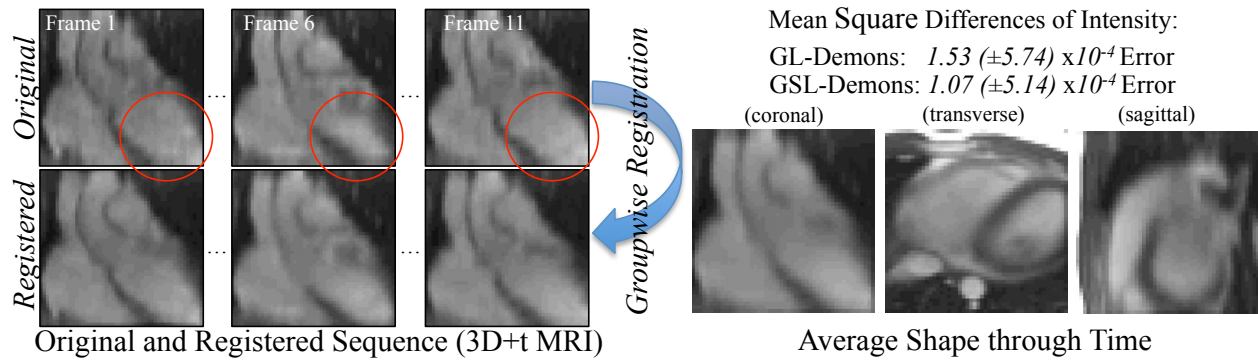 Frame 1
Frame 6
Frame 11
Original
... ...
Registered
... ...
Original and Registered Sequence (3D+t MRI)
Groupwise Registration
Mean Square Differences of Intensity:
GL-Demons: 1.53 (±5.74) x10⁻⁴ Error
GSL-Demons: 1.07 (±5.14) x10⁻⁴ Error
(coronal)
(transverse)
(sagittal)
Average Shape through Time